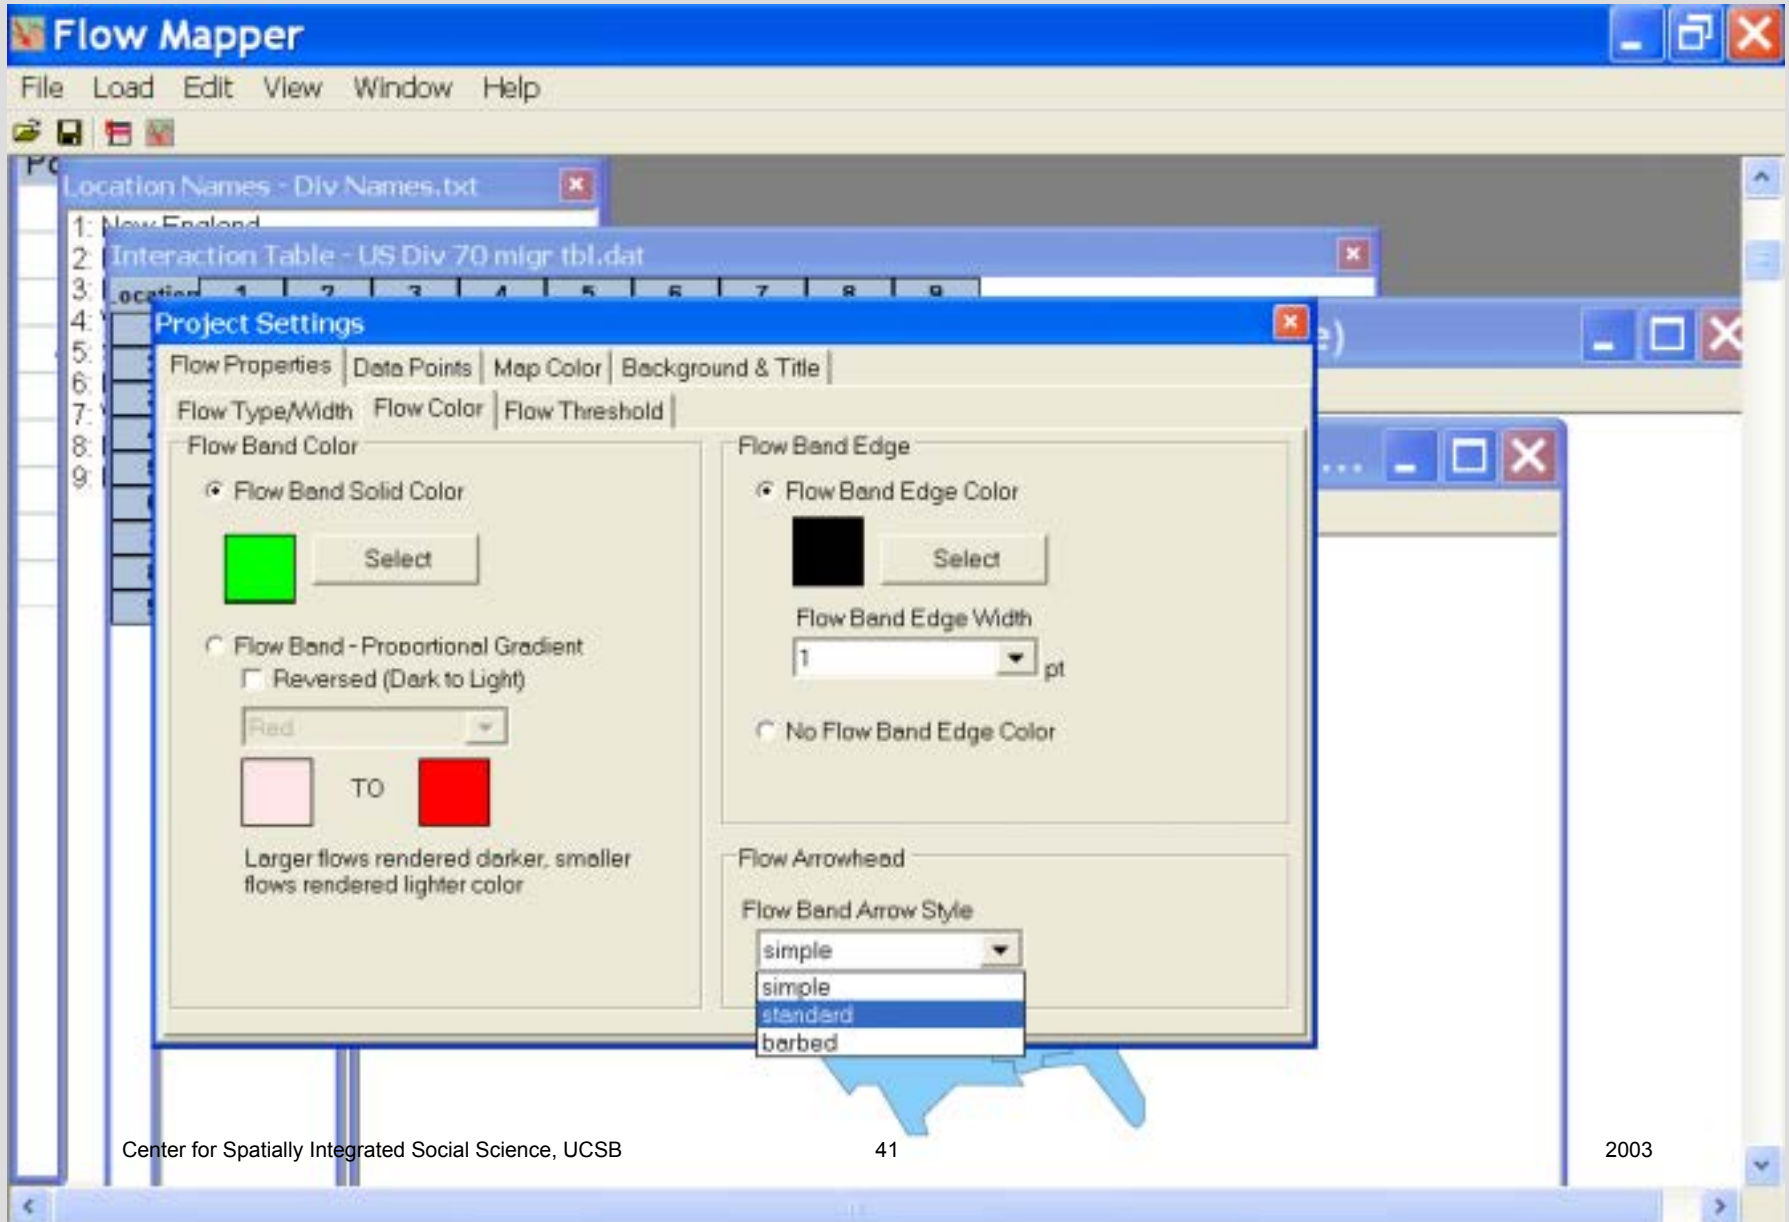 Flow Mapper
File Load Edit View Window Help
Location Names - Div Names.txt
1: New England
2:
Interaction Table - US Div 70 migr tbl.dat
3:
Location 1 2 3 4 5 6 7 8 9
4:
Project Settings
e)
5:
Flow Properties Data Points Map Color Background & Title
6:
7:
Flow Type/Width Flow Color Flow Threshold
8:
9:
...
Flow Band Color
Flow Band Solid Color
Select
Flow Band - Proportional Gradient
Reversed (Dark to Light)
Red
TO
Larger flows rendered darker, smaller
flows rendered lighter color
Flow Band Edge
Flow Band Edge Color
Select
Flow Band Edge Width
1 pt
No Flow Band Edge Color
Flow Arrowhead
Flow Band Arrow Style
simple
simple
standard
barbed
Center for Spatially Integrated Social Science, UCSB 41 2003